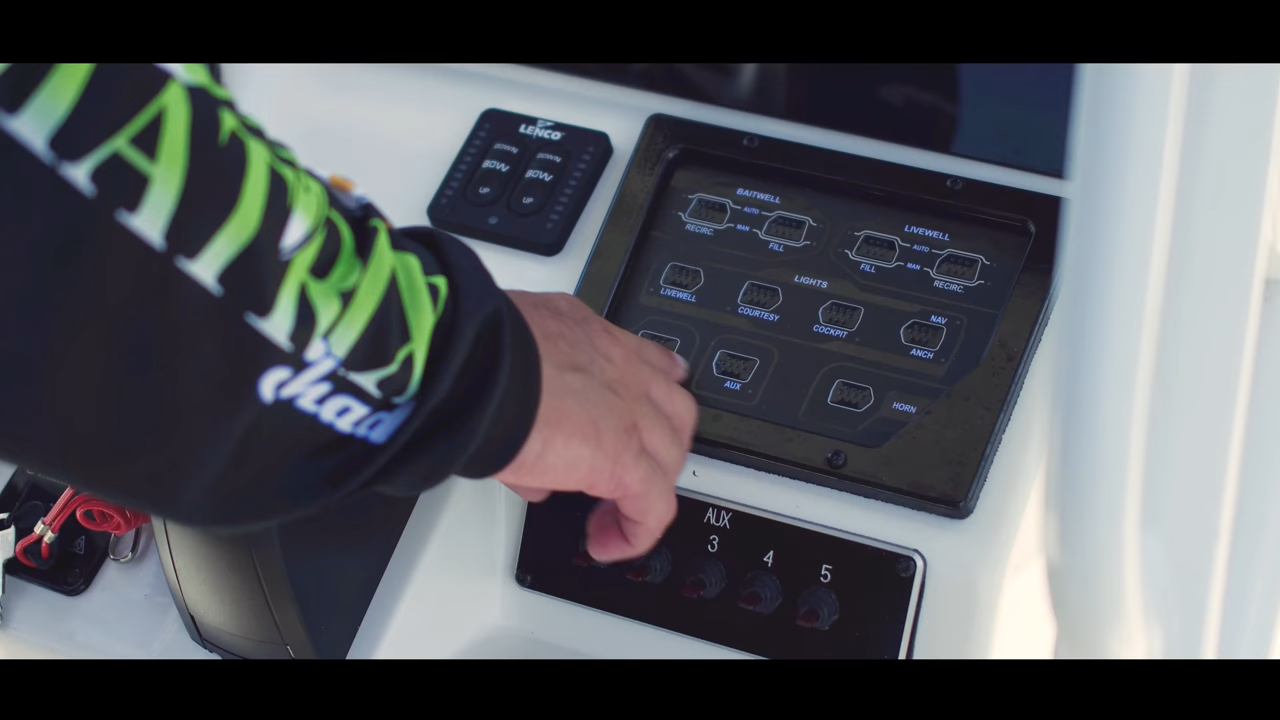 LENCO
DOWN DOWN
BOW BOW
UP UP
BAITWELL
AUTO
RECIRC. MAN FILL
LIVEWELL
AUTO
FILL MAN RECIRC.
LIGHTS
LIVEWELL COURTESY COCKPIT
NAV
ANCH
AUX
HORN
AUX
3 4 5